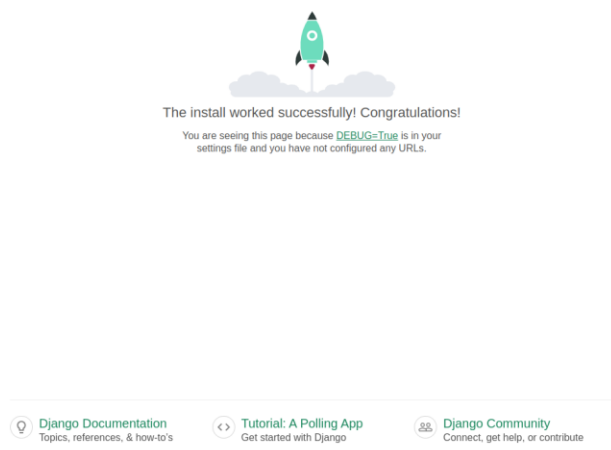 The install worked successfully! Congratulations!
You are seeing this page because DEBUG=True is in your
settings file and you have not configured any URLs.
Django Documentation
Topics, references, & how-to's
Tutorial: A Polling App
Get started with Django
Django Community
Connect, get help, or contribute